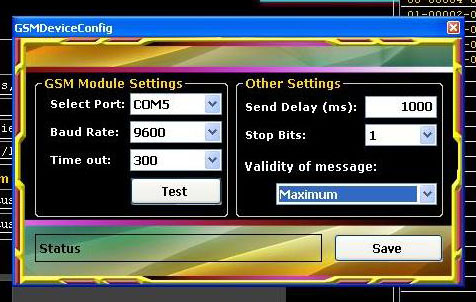 GSMDeviceConfig
GSM Module Settings
Select Port: COM5
Baud Rate: 9600
Time out: 300
Test
Other Settings
Send Delay (ms): 1000
Stop Bits: 1
Validity of message:
Maximum
Status
Save